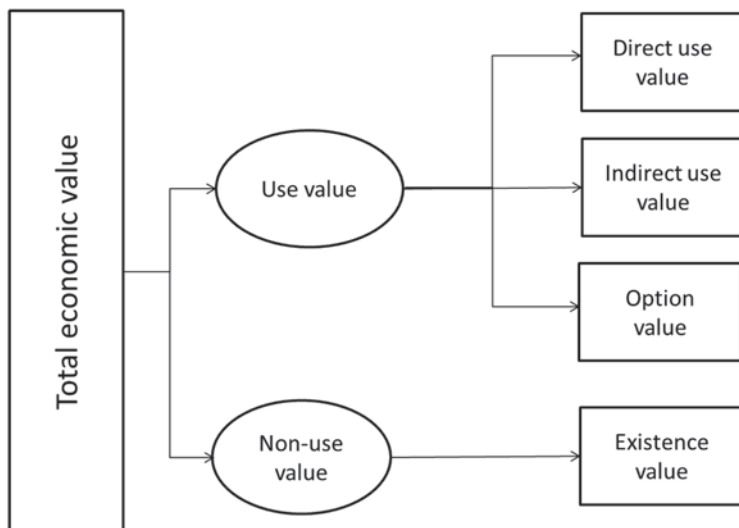 Total economic value
Use value
Direct use
value
Indirect use
value
Option
value
Non-use
value
Existence
value